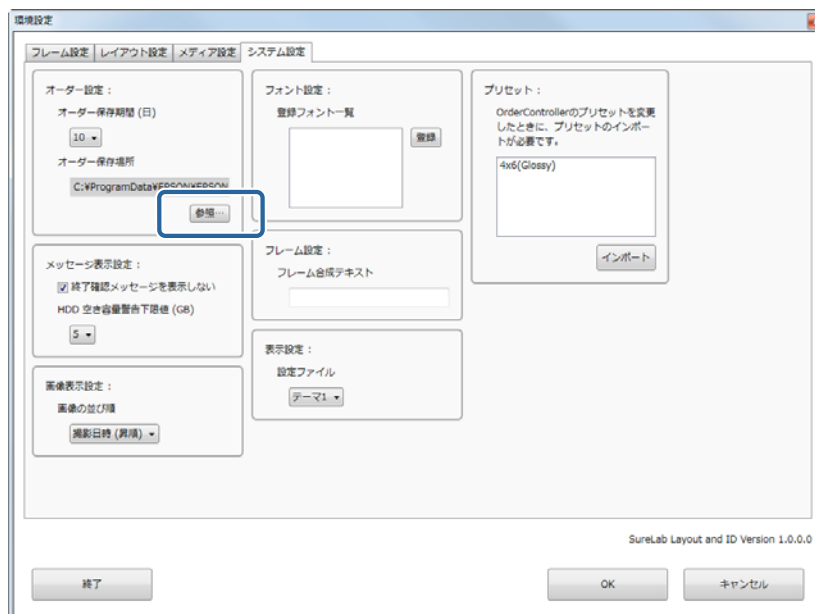 環境設定
フレーム設定 レイアウト設定 メディア設定 システム設定
オーダー設定：
オーダー保存期間 (日)
10
オーダー保存場所
C:¥ProgramData¥EPSON¥EPSON
参照…
メッセージ表示設定：
終了確認メッセージを表示しない
HDD 空き容量警告下限値 (GB)
5
画像表示設定：
画像の並び順
撮影日時 (昇順)
フォント設定：
登録フォント一覧
登録
フレーム設定：
フレーム合成テキスト
表示設定：
設定ファイル
テーマ1
プリセット：
OrderControllerのプリセットを変更
したときに、プリセットのインポー
トが必要です。
4x6(Glossy)
インポート
SureLab Layout and ID Version 1.0.0.0
終了
OK
キャンセル